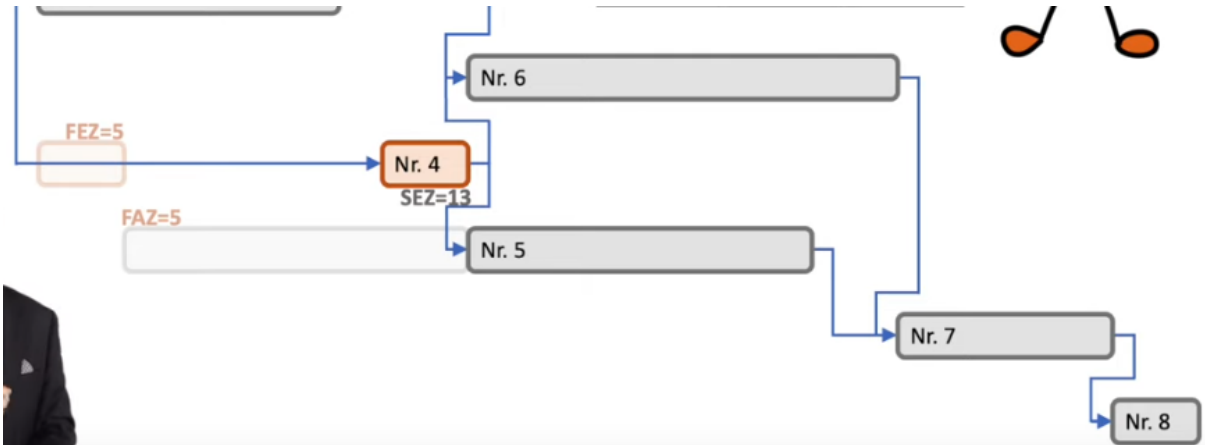 Nr. 6
FEZ=5
Nr. 4
SEZ=13
FAZ=5
Nr. 5
Nr. 7
Nr. 8